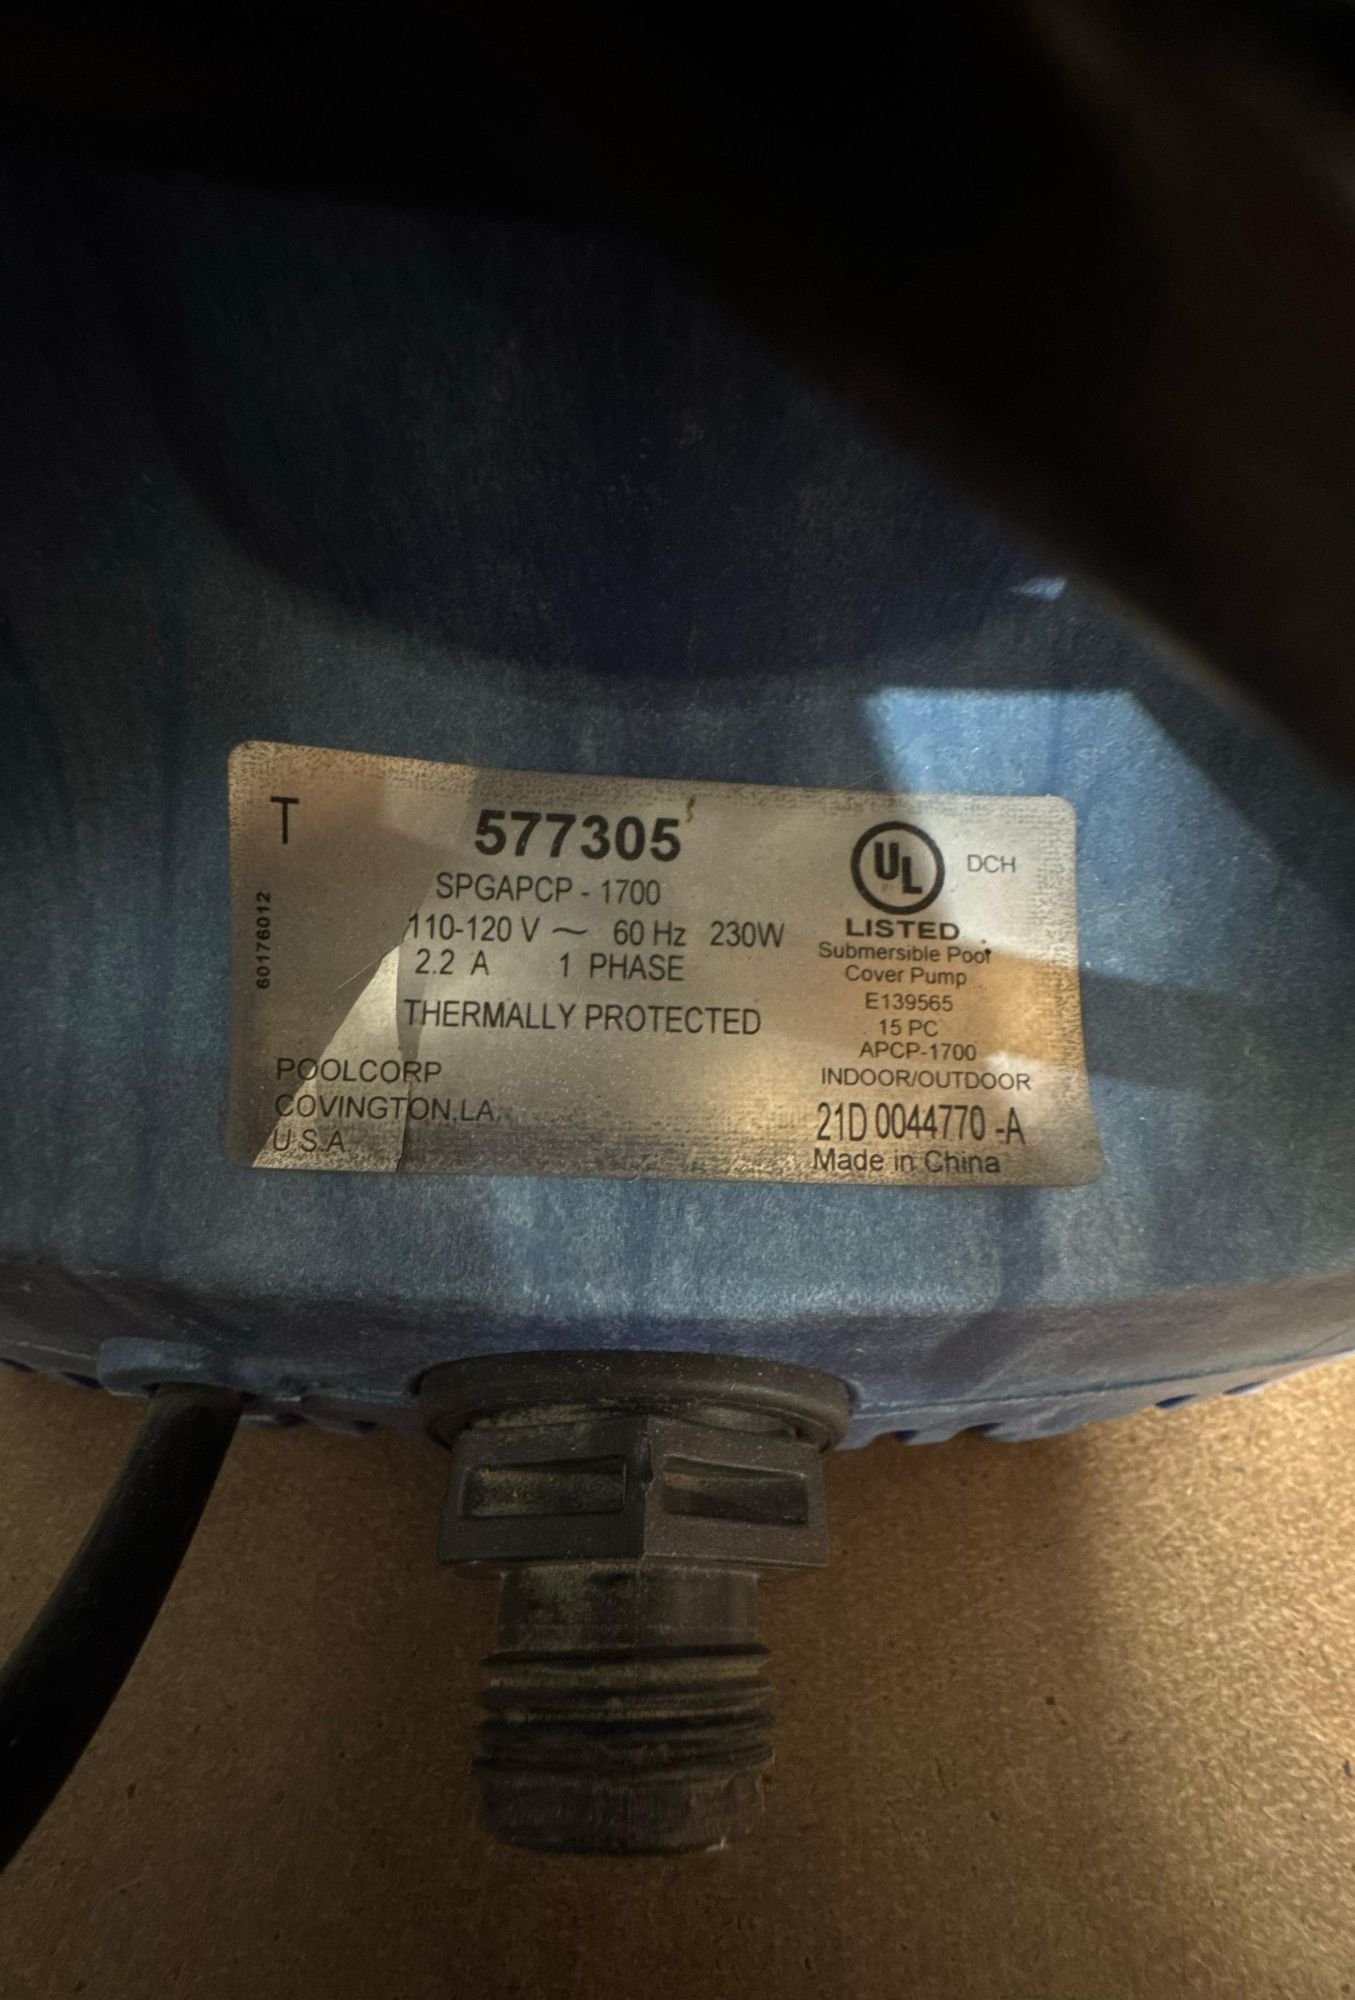 T
577305
SPGAPCP - 1700
110-120 V ~ 60 Hz 230W
2.2 A 1 PHASE
THERMALLY PROTECTED
60176012
POOLCORP
COVINGTON,LA.
U.S.A
UL
DCH
LISTED
Submersible Pool
Cover Pump
E139565
15 PC
APCP-1700
INDOOR/OUTDOOR
21D 0044770 -A
Made in China